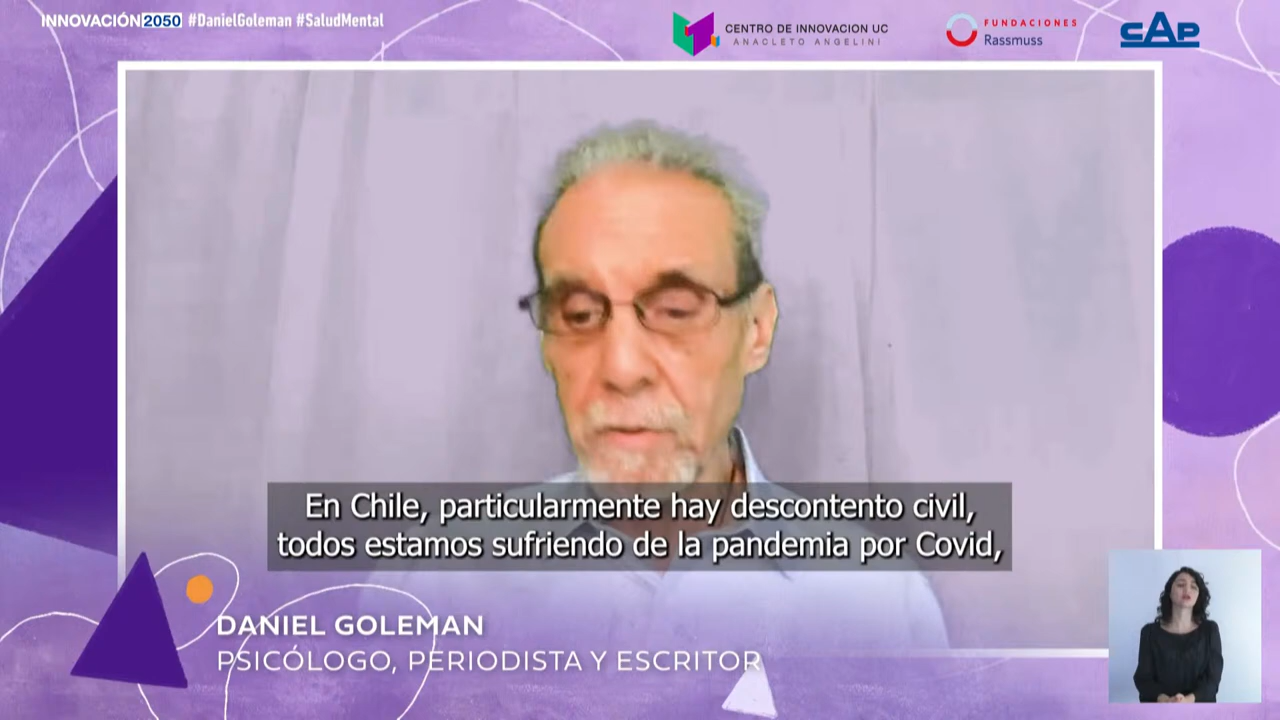 INNOVACIÓN2050 #DanielGoleman #SaludMental
CENTRO DE INNOVACION UC
ANACLETO ANGELINI
FUNDACIONES
Rassmuss
CAP
En Chile, particularmente hay descontento civil,
todos estamos sufriendo de la pandemia por Covid,
DANIEL GOLEMAN
PSICÓLOGO, PERIODISTA Y ESCRITOR